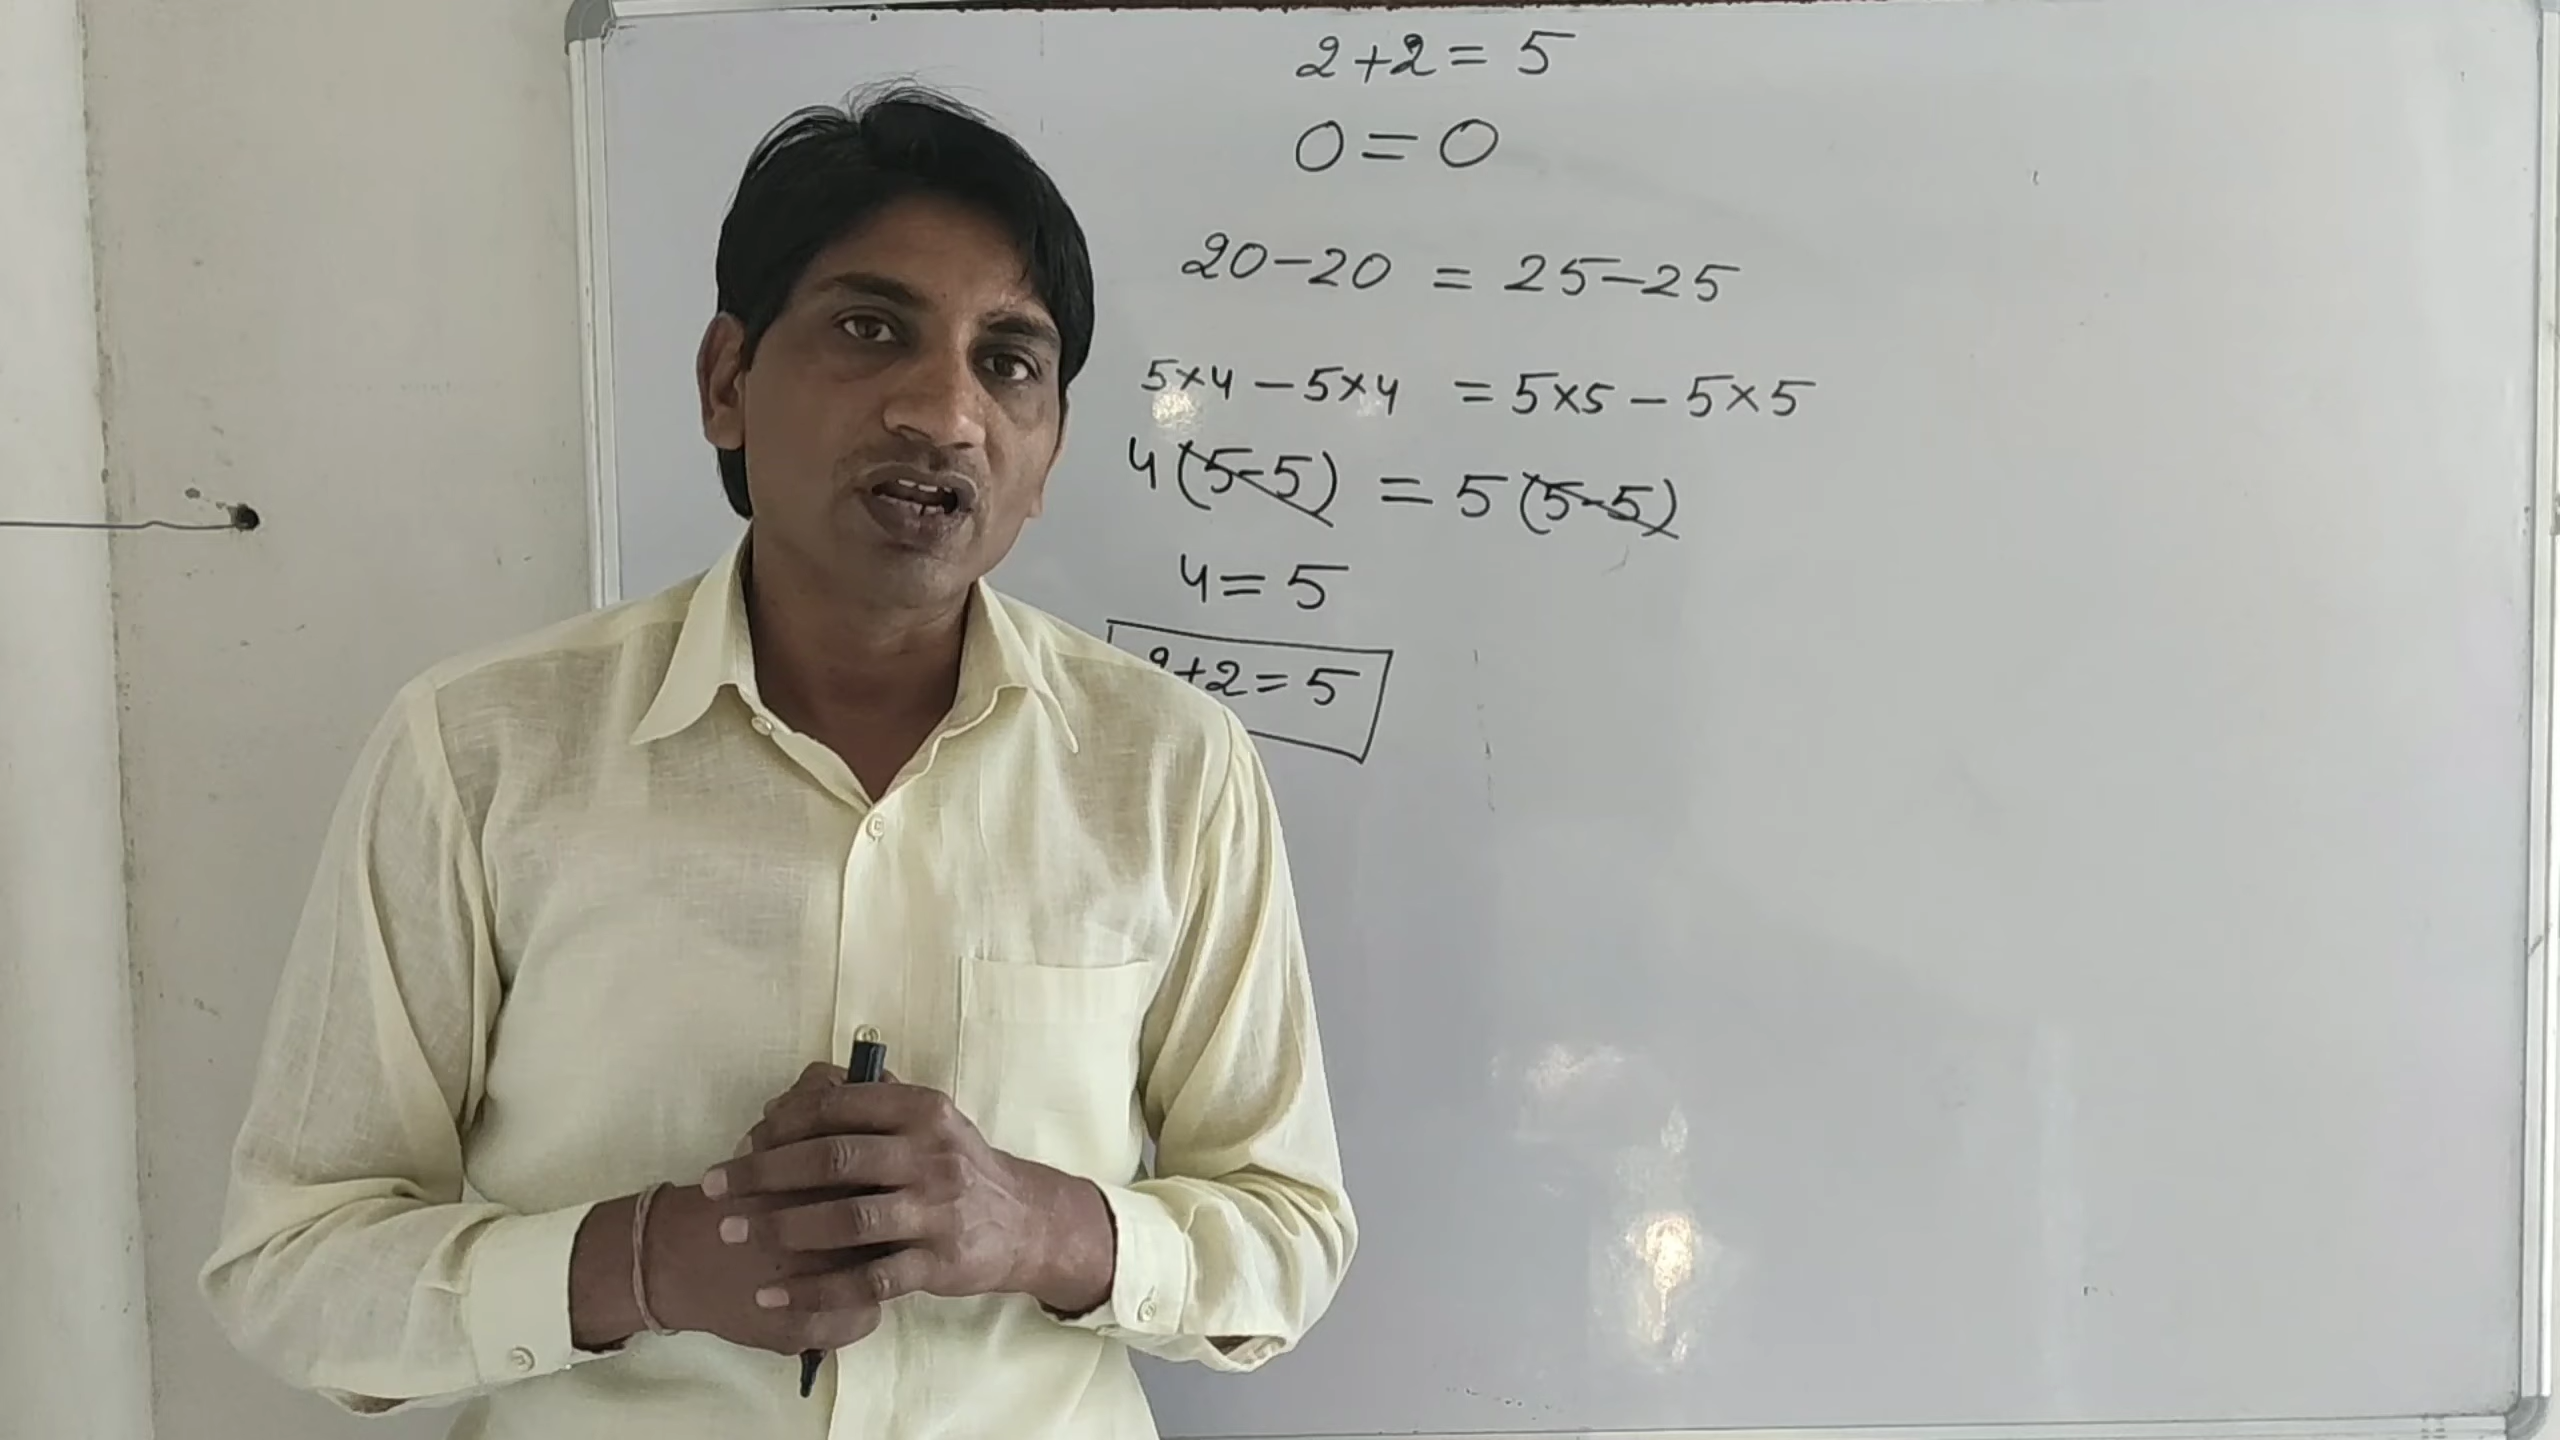 2+2 = 5
0 = 0
20-20 = 25-25
5×4 - 5×4 = 5×5 - 5×5
4(5-5) = 5(5-5)
4 = 5
2+2 = 5